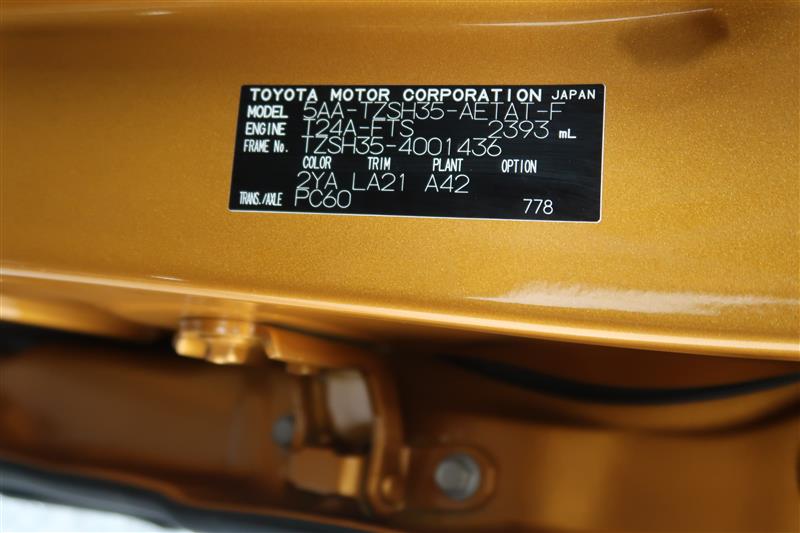 TOYOTA MOTOR CORPORATION JAPAN
MODEL 5AA-TZSH35-AETAT-F
ENGINE T24A-FTS 2393 mL
FRAME No. TZSH35-4001436
COLOR TRIM PLANT OPTION
2YA LA21 A42
TRANS./AXLE PC60 778